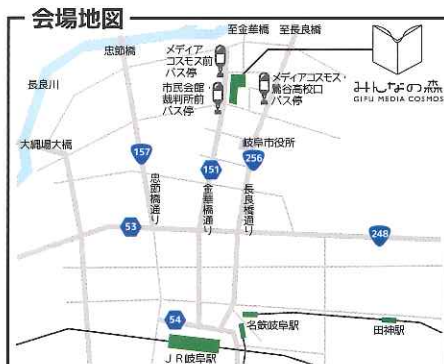 会場地図
至金華橋
至長良橋
忠節橋
メディア
コスモス前
バス停
長良川
市民会館・
裁判所前
バス停
メディアコスモス・
鶯谷高校口
バス停
みんなの森
GIFU MEDIA COSMOS
大縄場大橋
岐阜市役所
157
151
256
忠節橋通り
金華橋通り
長良橋通り
53
248
54
名鉄岐阜駅
田神駅
JR岐阜駅